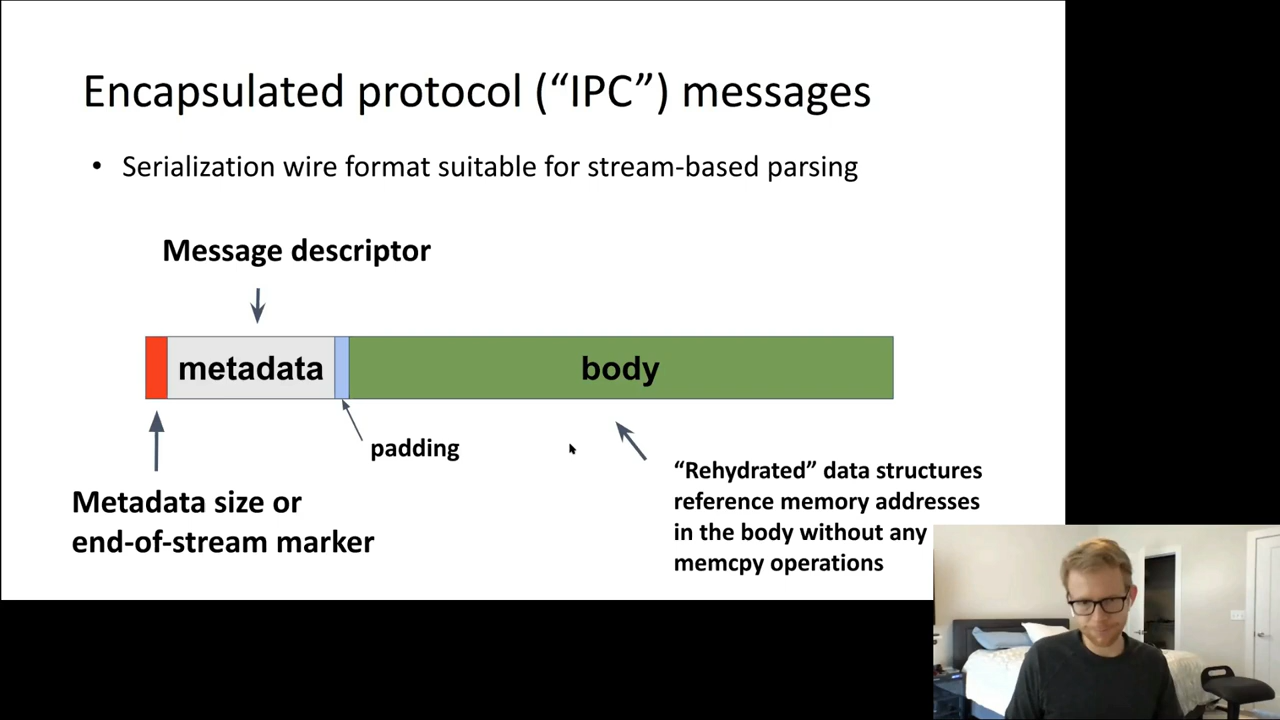 Encapsulated protocol (“IPC”) messages
• Serialization wire format suitable for stream-based parsing
Message descriptor
metadata
body
padding
Metadata size or
end-of-stream marker
“Rehydrated” data structures
reference memory addresses
in the body without any
memcpy operations